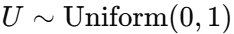 U ∼ Uniform(0, 1)